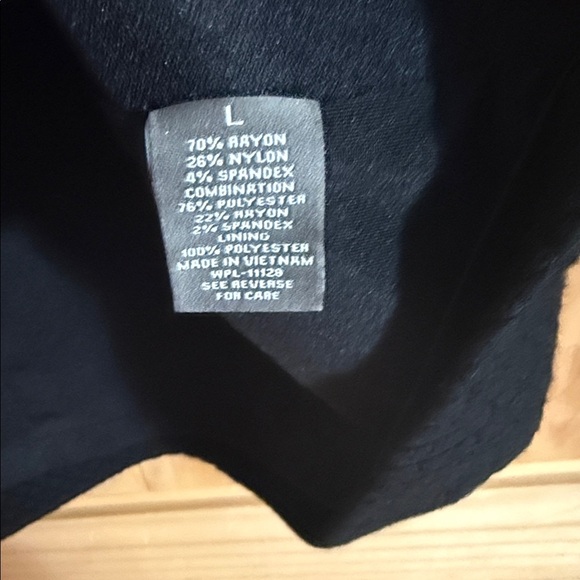 L
70% RAYON
26% NYLON
4% SPANDEX
COMBINATION
76% POLYESTER
22% RAYON
2% SPANDEX
LINING
100% POLYESTER
MADE IN VIETNAM
WPL-11128
SEE REVERSE
FOR CARE